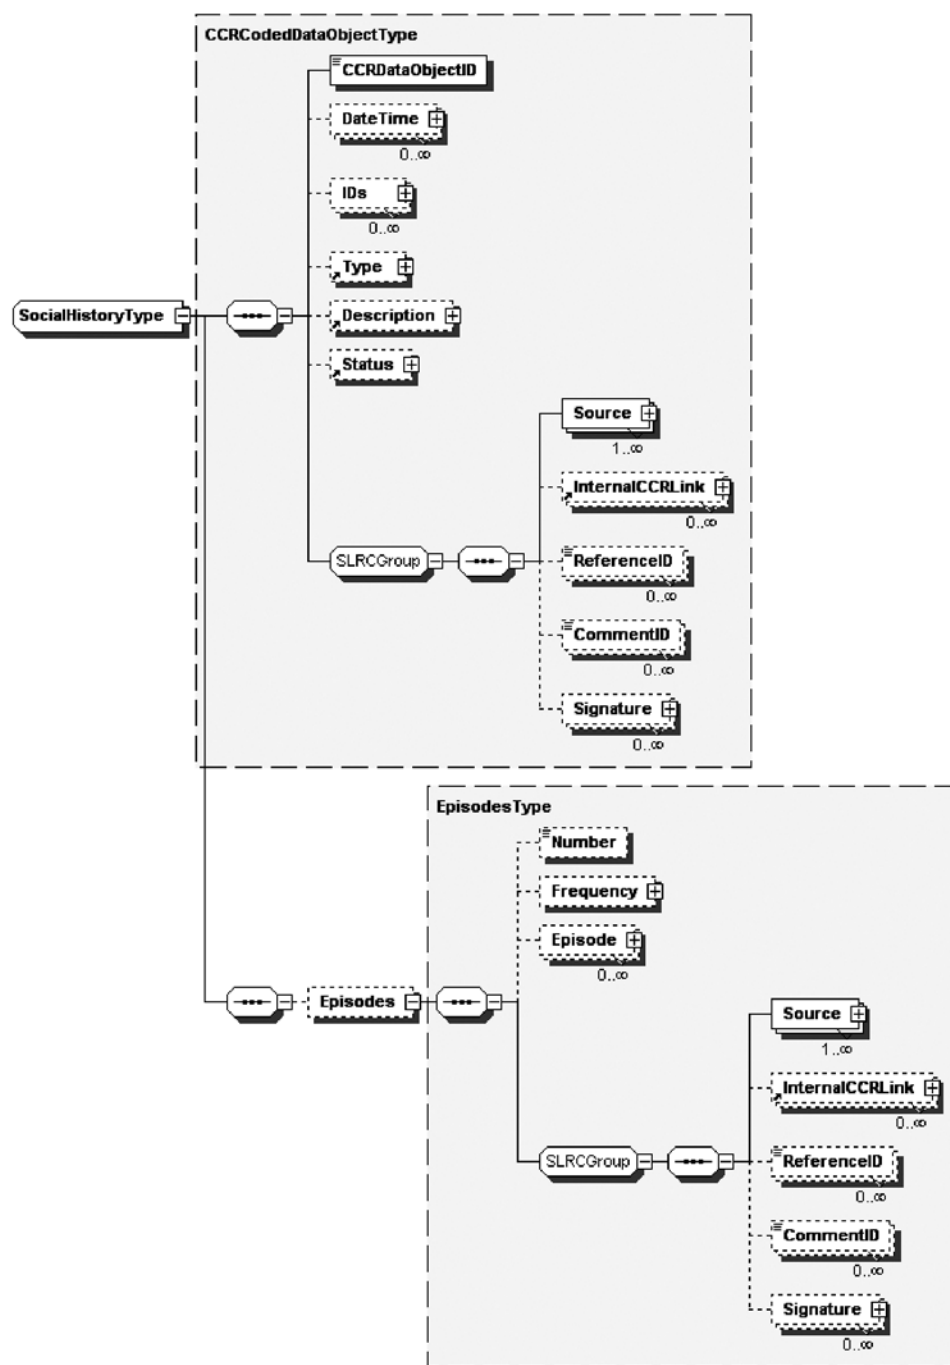 CCRCodedDataObjectType
CCRDataObjectID
DateTime
0..∞
IDs
0..∞
Type
SocialHistoryType
Description
Status
Source
1..∞
InternalCCRLink
0..∞
SLRCGroup
ReferenceID
0..∞
CommentID
0..∞
Signature
0..∞
EpisodesType
Number
Frequency
Episode
0..∞
Episodes
Source
1..∞
InternalCCRLink
0..∞
SLRCGroup
ReferenceID
0..∞
CommentID
0..∞
Signature
0..∞